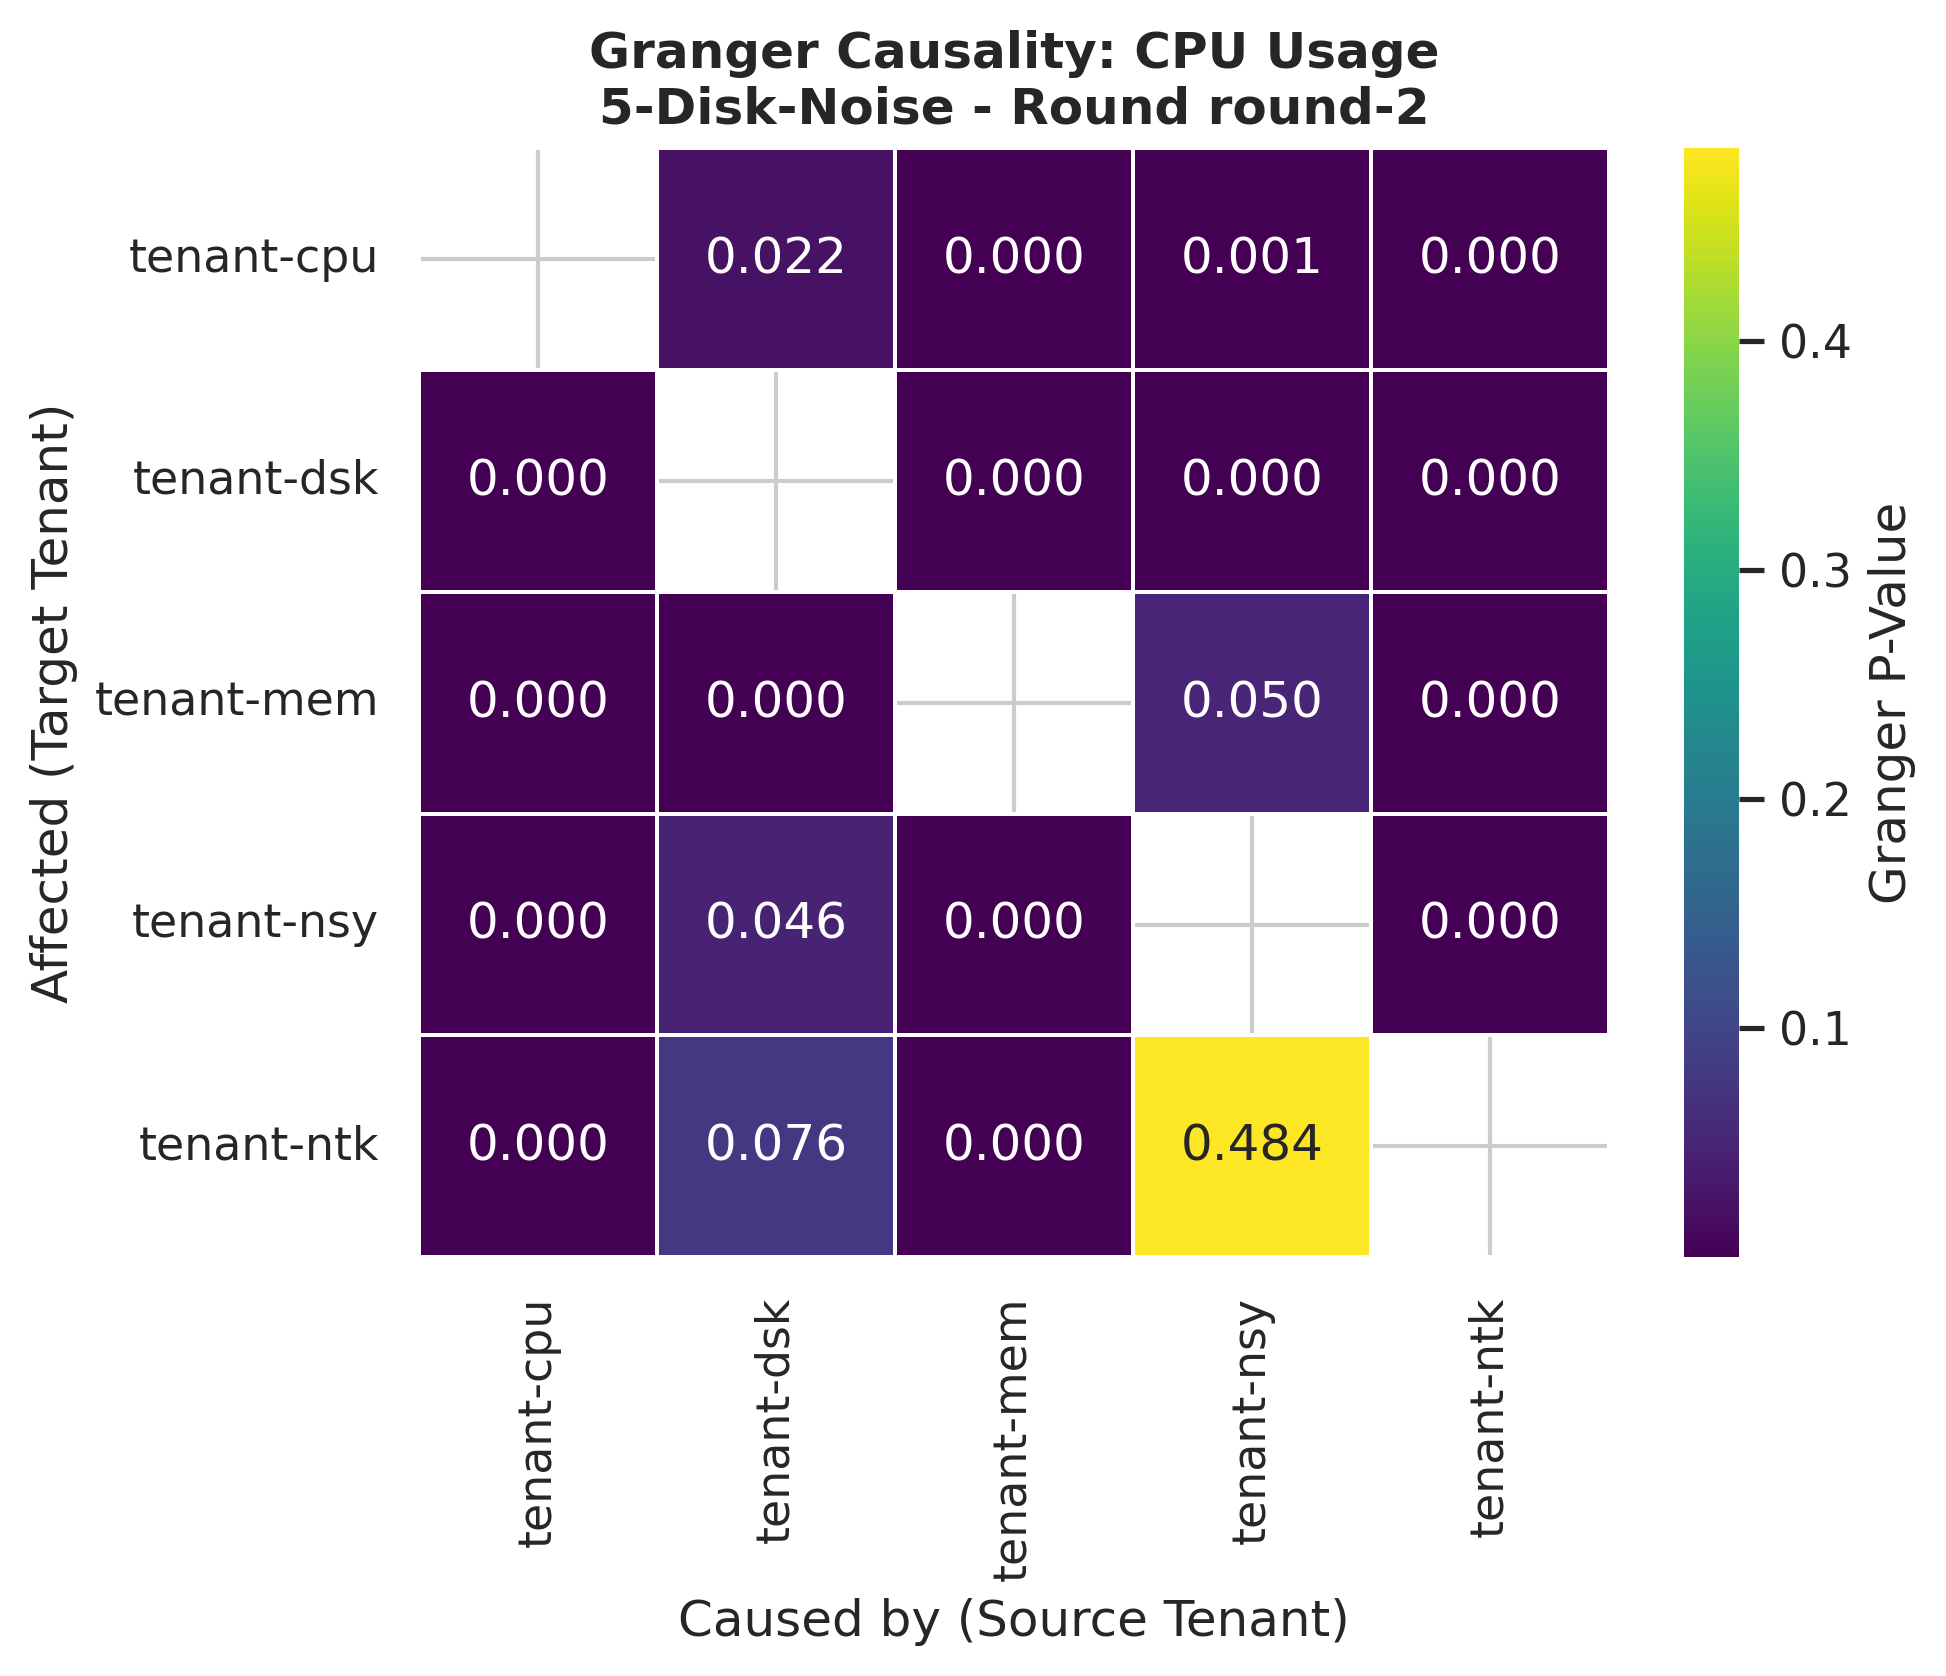 Granger Causality: CPU Usage
5-Disk-Noise - Round round-2
Affected (Target Tenant)
tenant-cpu
0.022
0.000
0.001
0.000
tenant-dsk
0.000
0.000
0.000
0.000
tenant-mem
0.000
0.000
0.050
0.000
tenant-nsy
0.000
0.046
0.000
0.000
tenant-ntk
0.000
0.076
0.000
0.484
tenant-cpu
tenant-dsk
tenant-mem
tenant-nsy
tenant-ntk
Caused by (Source Tenant)
0.4
0.3
0.2
0.1
Granger P-Value